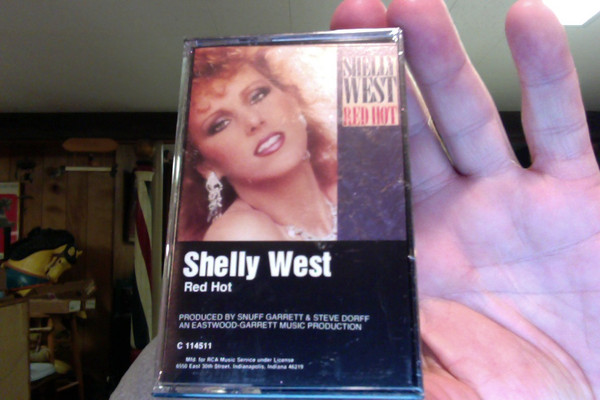 SHELLY
WEST
RED HOT
Shelly West
Red Hot
PRODUCED BY SNUFF GARRETT & STEVE DORFF
AN EASTWOOD-GARRETT MUSIC PRODUCTION
C 114511
Mfd. for RCA Music Service under License
6550 East 30th Street, Indianapolis, Indiana 46219